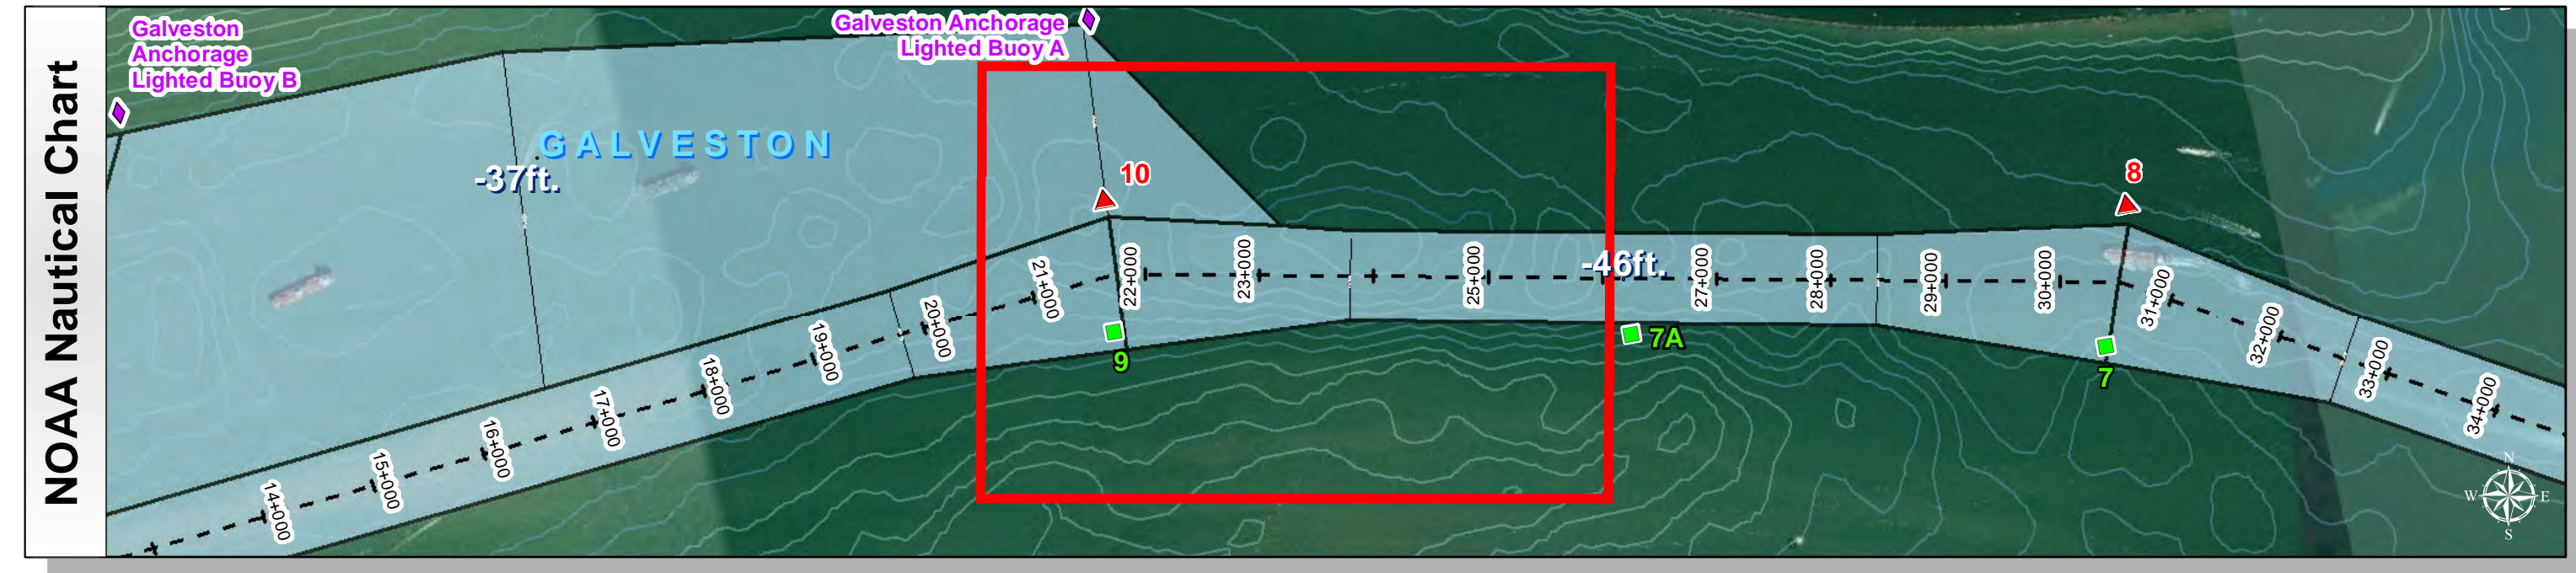 NOAA Nautical Chart
Galveston
Anchorage
Lighted Buoy B
Galveston Anchorage
Lighted Buoy A
GALVESTON
-37ft.
10
8
-46ft.
14+000
15+000
16+000
17+000
18+000
19+000
20+000
21+000
22+000
23+000
25+000
27+000
28+000
29+000
30+000
31+000
32+000
33+000
34+000
9
7A
7
N
W E
S